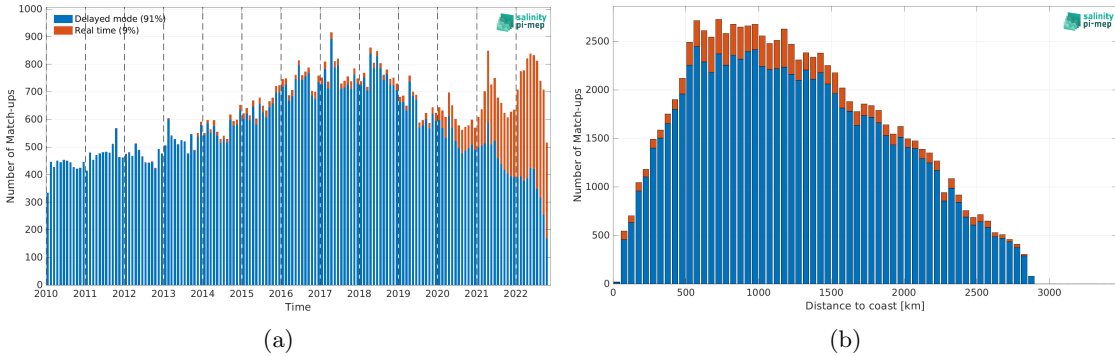 Delayed mode (91%)
Real time (9%)
salinity
pi-mep
1000
900
800
700
600
500
400
300
200
100
0
Number of Match-ups
2010 2011 2012 2013 2014 2015 2016 2017 2018 2019 2020 2021 2022
Time
(a)
salinity
pi-mep
2500
2000
1500
1000
500
0
Number of Match-ups
0 500 1000 1500 2000 2500 3000
Distance to coast [km]
(b)